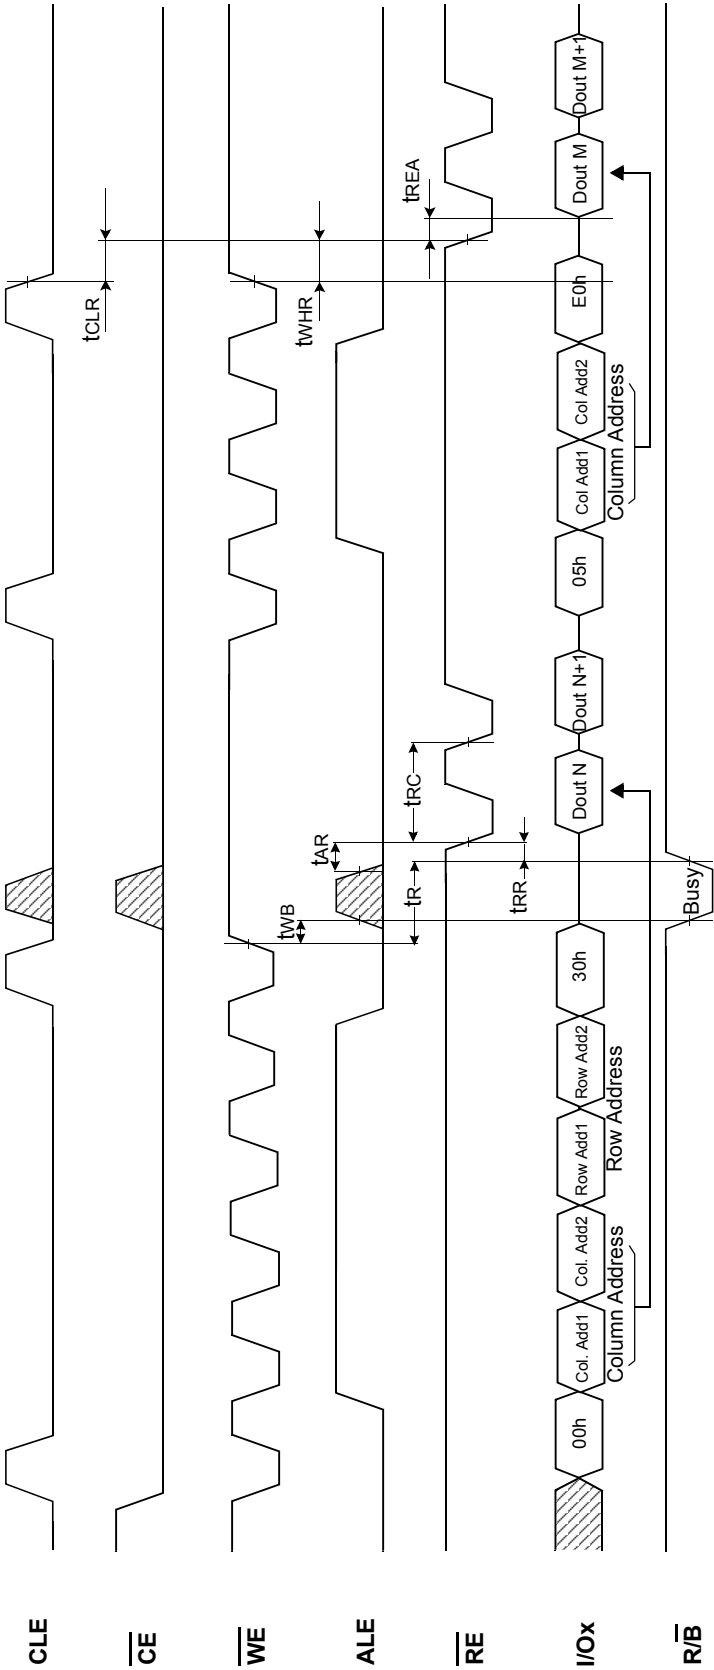 CLE
CE
WE
ALE
RE
I/Ox
R/B
tCLR
tWHR
tWB
tAR
tR
tRC
tRR
tREA
00h
Col. Add1
Col. Add2
Row Add1
Row Add2
30h
Dout N
Dout N+1
05h
Col Add1
Col Add2
E0h
Dout M
Dout M+1
Column Address
Row Address
Column Address
Busy